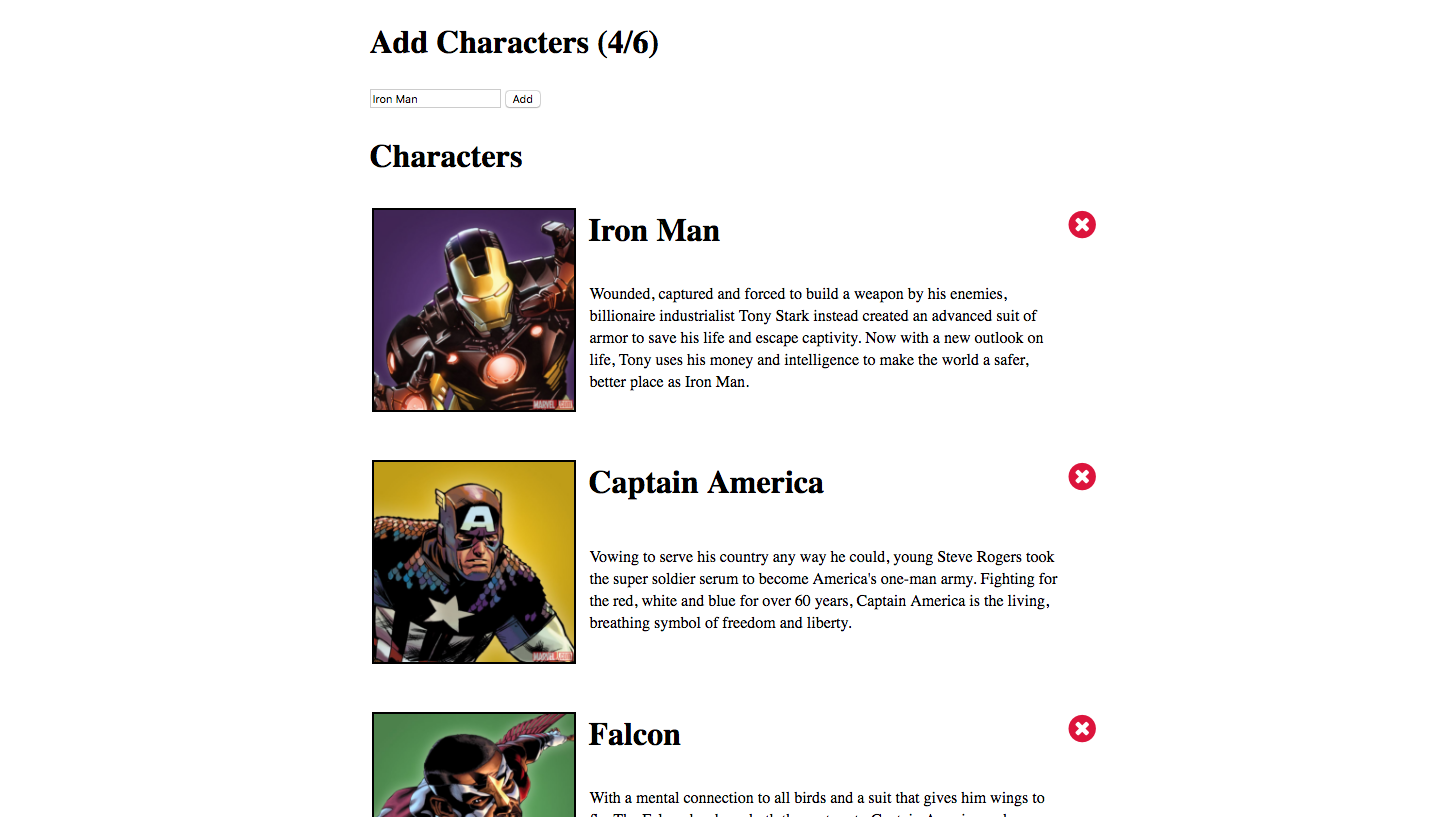 Add Characters (4/6)
Iron Man
Add
Characters
Iron Man
Wounded, captured and forced to build a weapon by his enemies,
billionaire industrialist Tony Stark instead created an advanced suit of
armor to save his life and escape captivity. Now with a new outlook on
life, Tony uses his money and intelligence to make the world a safer,
better place as Iron Man.
MARVEL
Captain America
A
Vowing to serve his country any way he could, young Steve Rogers took
the super soldier serum to become America's one-man army. Fighting for
the red, white and blue for over 60 years, Captain America is the living,
breathing symbol of freedom and liberty.
MARVEL
Falcon
With a mental connection to all birds and a suit that gives him wings to